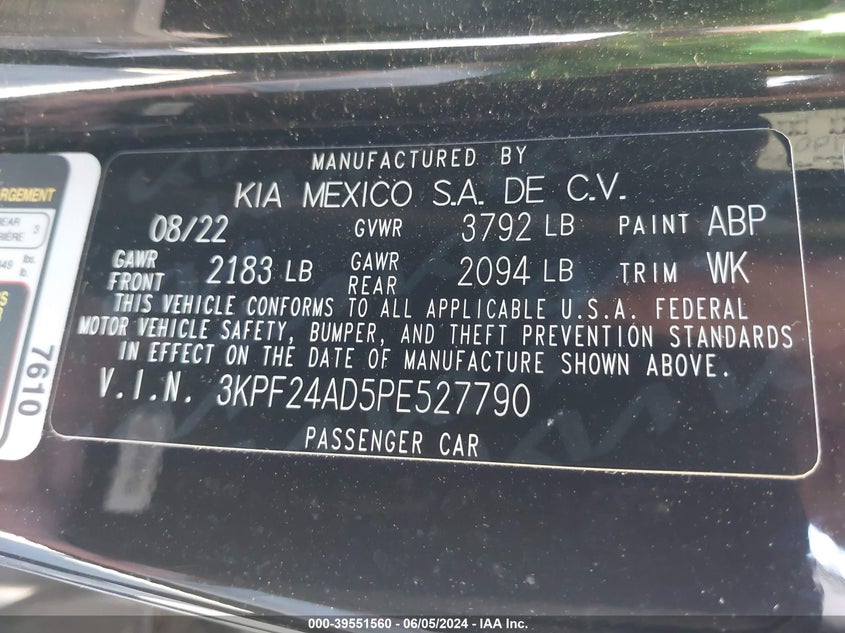 MANUFACTURED BY
KIA MEXICO S.A. DE C.V.
08/22 GVWR 3792 LB PAINT ABP
GAWR FRONT 2183 LB GAWR REAR 2094 LB TRIM WK
THIS VEHICLE CONFORMS TO ALL APPLICABLE U.S.A. FEDERAL
MOTOR VEHICLE SAFETY, BUMPER, AND THEFT PREVENTION STANDARDS
IN EFFECT ON THE DATE OF MANUFACTURE SHOWN ABOVE.
V.I.N. 3KPF24AD5PE527790
PASSENGER CAR
7610
000-39551560 - 06/05/2024 - IAA Inc.